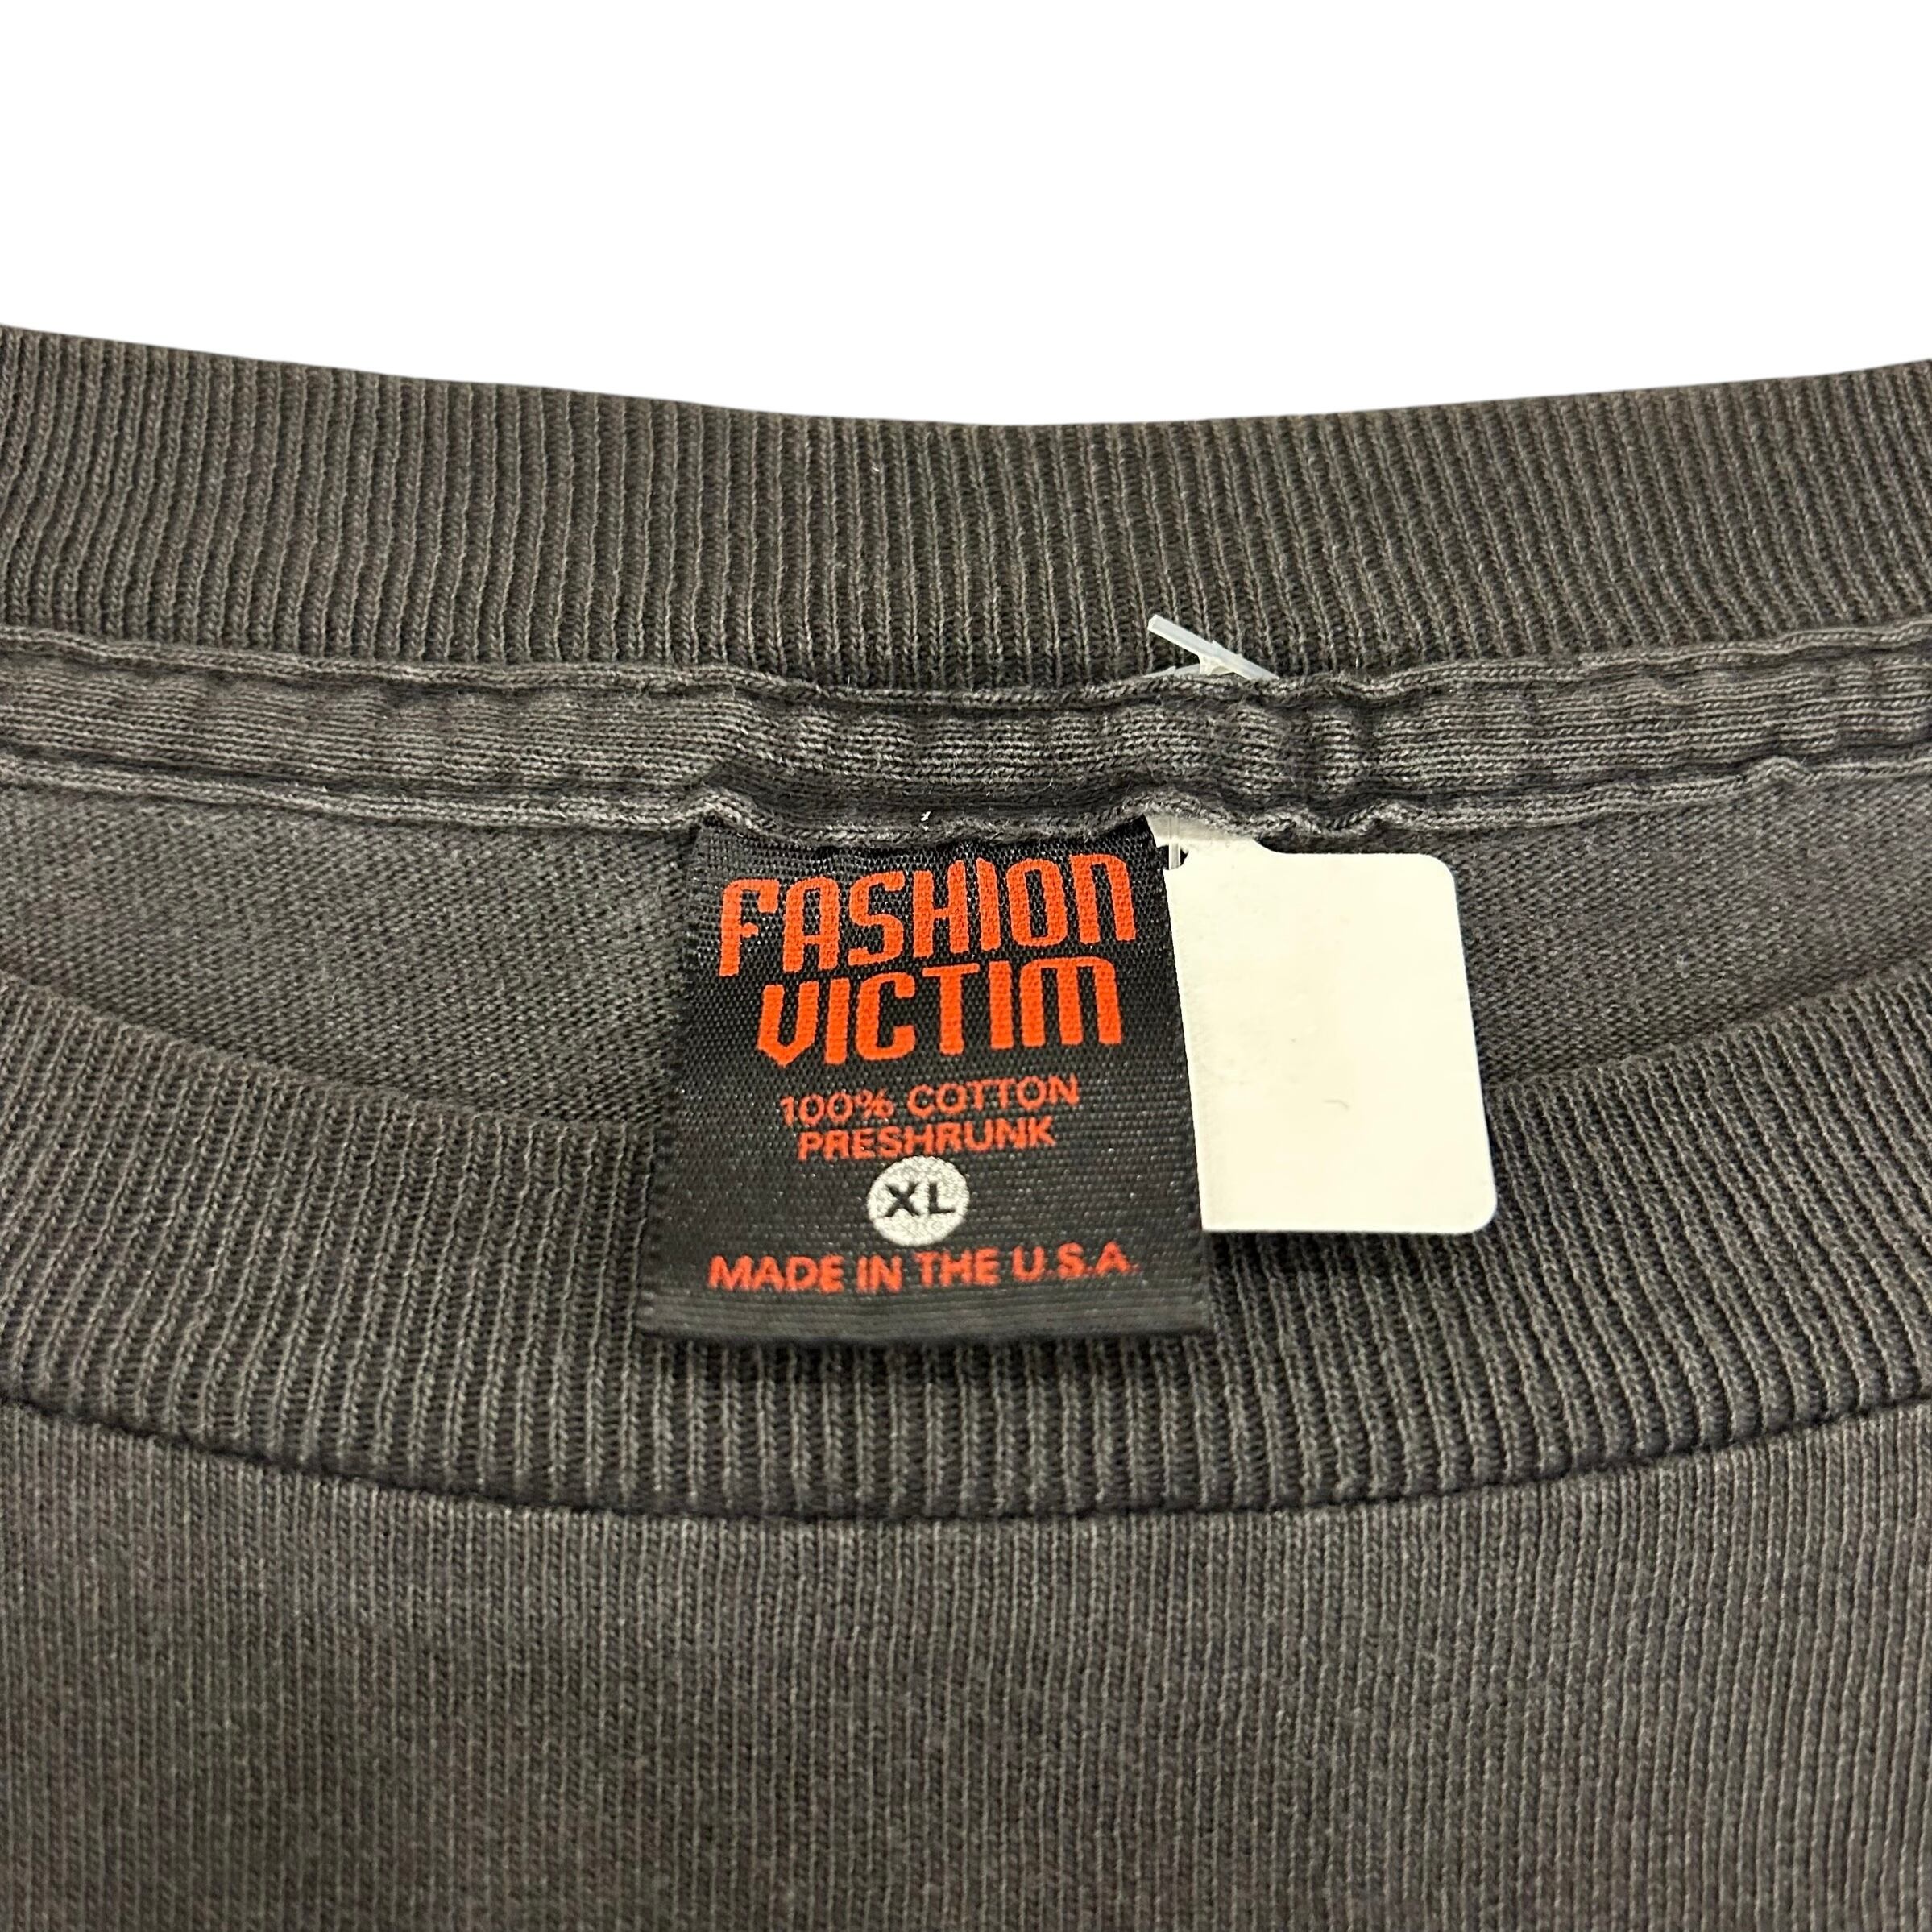 FASHION
VICTIM
100% COTTON
PRESHRUNK
XL
MADE IN THE U.S.A.